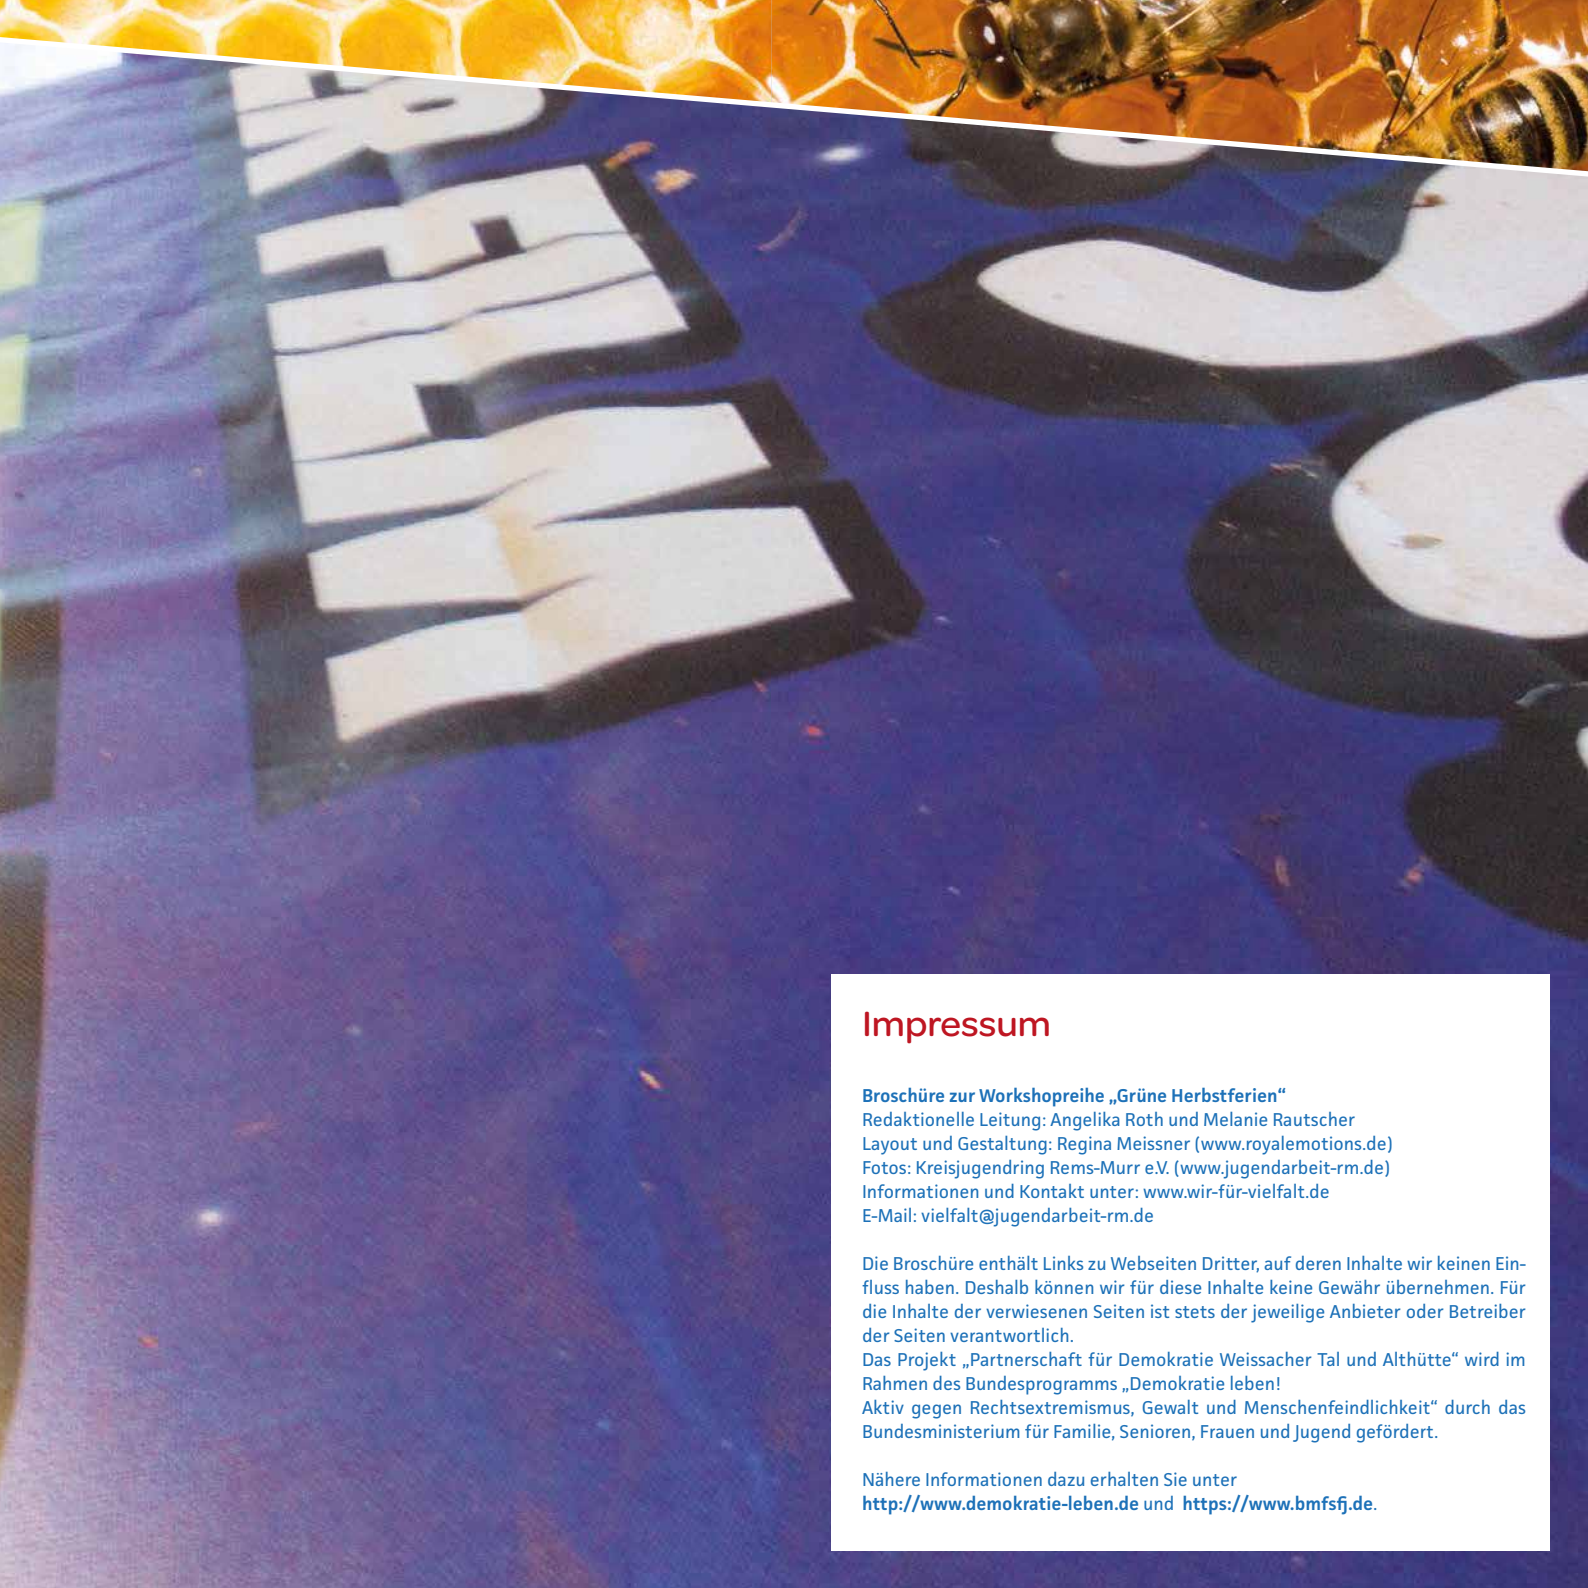 ER FILM
Impressum
Broschüre zur Workshopreihe „Grüne Herbstferien“
Redaktionelle Leitung: Angelika Roth und Melanie Rautscher
Layout und Gestaltung: Regina Meissner (www.royalemotions.de)
Fotos: Kreisjugendring Rems-Murr e.V. (www.jugendarbeit-rm.de)
Informationen und Kontakt unter: www.wir-für-vielfalt.de
E-Mail: vielfalt@jugendarbeit-rm.de
Die Broschüre enthält Links zu Webseiten Dritter, auf deren Inhalte wir keinen Ein-
fluss haben. Deshalb können wir für diese Inhalte keine Gewähr übernehmen. Für
die Inhalte der verwiesenen Seiten ist stets der jeweilige Anbieter oder Betreiber
der Seiten verantwortlich.
Das Projekt „Partnerschaft für Demokratie Weissacher Tal und Althütte“ wird im
Rahmen des Bundesprogramms „Demokratie leben!
Aktiv gegen Rechtsextremismus, Gewalt und Menschenfeindlichkeit“ durch das
Bundesministerium für Familie, Senioren, Frauen und Jugend gefördert.
Nähere Informationen dazu erhalten Sie unter
http://www.demokratie-leben.de und https://www.bmfsfj.de.